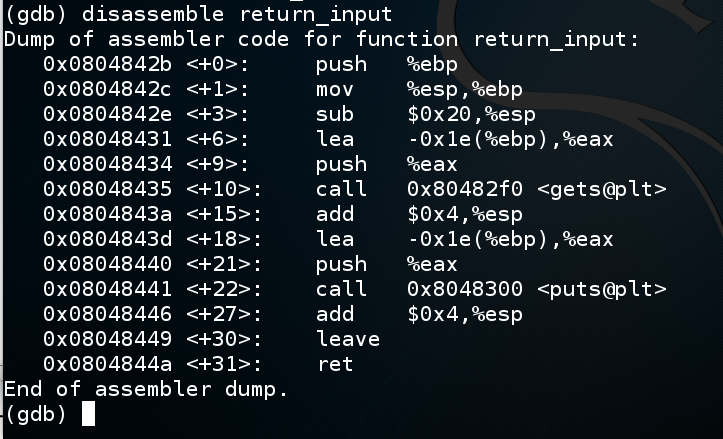 (gdb) disassemble return_input
Dump of assembler code for function return_input:
   0x0804842b <+0>:     push   %ebp
   0x0804842c <+1>:     mov    %esp,%ebp
   0x0804842e <+3>:     sub    $0x20,%esp
   0x08048431 <+6>:     lea    -0x1e(%ebp),%eax
   0x08048434 <+9>:     push   %eax
   0x08048435 <+10>:    call   0x80482f0 <gets@plt>
   0x0804843a <+15>:    add    $0x4,%esp
   0x0804843d <+18>:    lea    -0x1e(%ebp),%eax
   0x08048440 <+21>:    push   %eax
   0x08048441 <+22>:    call   0x8048300 <puts@plt>
   0x08048446 <+27>:    add    $0x4,%esp
   0x08048449 <+30>:    leave
   0x0804844a <+31>:    ret
End of assembler dump.
(gdb)